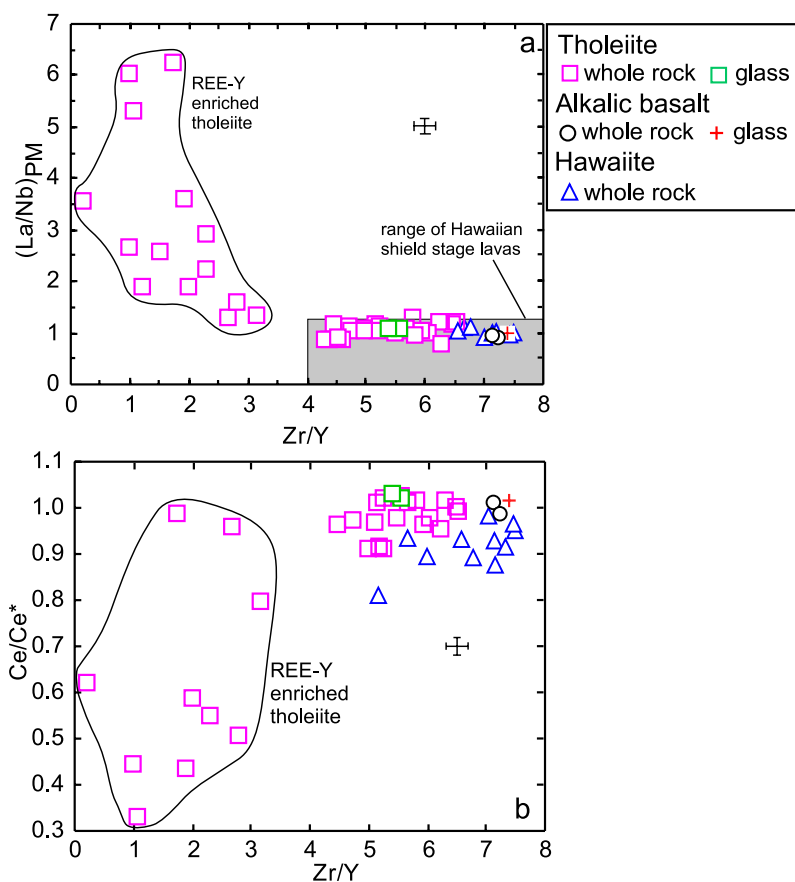 7
6
5
4
3
2
1
0
(La/Nb)PM
a
REE-Y
enriched
tholeiite
range of Hawaiian
shield stage lavas
0 1 2 3 4 5 6 7 8
Zr/Y
Tholeiite
whole rock glass
Alkalic basalt
whole rock glass
Hawaiite
whole rock
1.1
1.0
0.9
0.8
0.7
0.6
0.5
0.4
0.3
Ce/Ce*
REE-Y
enriched
tholeiite
b
0 1 2 3 4 5 6 7 8
Zr/Y